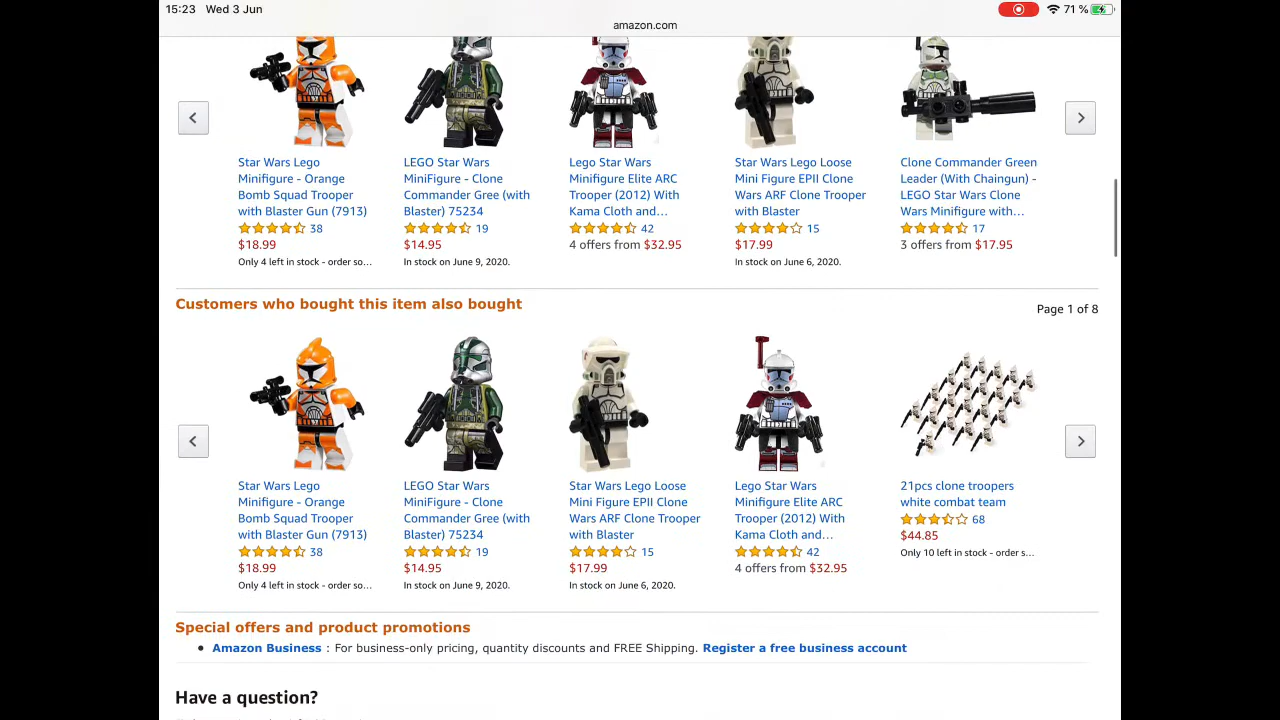 15:23 Wed 3 Jun
71 %
amazon.com
Star Wars Lego
Minifigure - Orange
Bomb Squad Trooper
with Blaster Gun (7913)
38
$18.99
Only 4 left in stock - order so…
LEGO Star Wars
MiniFigure - Clone
Commander Gree (with
Blaster) 75234
19
$14.95
In stock on June 9, 2020.
Lego Star Wars
Minifigure Elite ARC
Trooper (2012) With
Kama Cloth and…
42
4 offers from $32.95
Star Wars Lego Loose
Mini Figure EPII Clone
Wars ARF Clone Trooper
with Blaster
15
$17.99
In stock on June 6, 2020.
Clone Commander Green
Leader (With Chaingun) -
LEGO Star Wars Clone
Wars Minifigure with…
17
3 offers from $17.95
Customers who bought this item also bought
Page 1 of 8
Star Wars Lego
Minifigure - Orange
Bomb Squad Trooper
with Blaster Gun (7913)
38
$18.99
Only 4 left in stock - order so…
LEGO Star Wars
MiniFigure - Clone
Commander Gree (with
Blaster) 75234
19
$14.95
In stock on June 9, 2020.
Star Wars Lego Loose
Mini Figure EPII Clone
Wars ARF Clone Trooper
with Blaster
15
$17.99
In stock on June 6, 2020.
Lego Star Wars
Minifigure Elite ARC
Trooper (2012) With
Kama Cloth and…
42
4 offers from $32.95
21pcs clone troopers
white combat team
68
$44.85
Only 10 left in stock - order s…
Special offers and product promotions
• Amazon Business : For business-only pricing, quantity discounts and FREE Shipping. Register a free business account
Have a question?